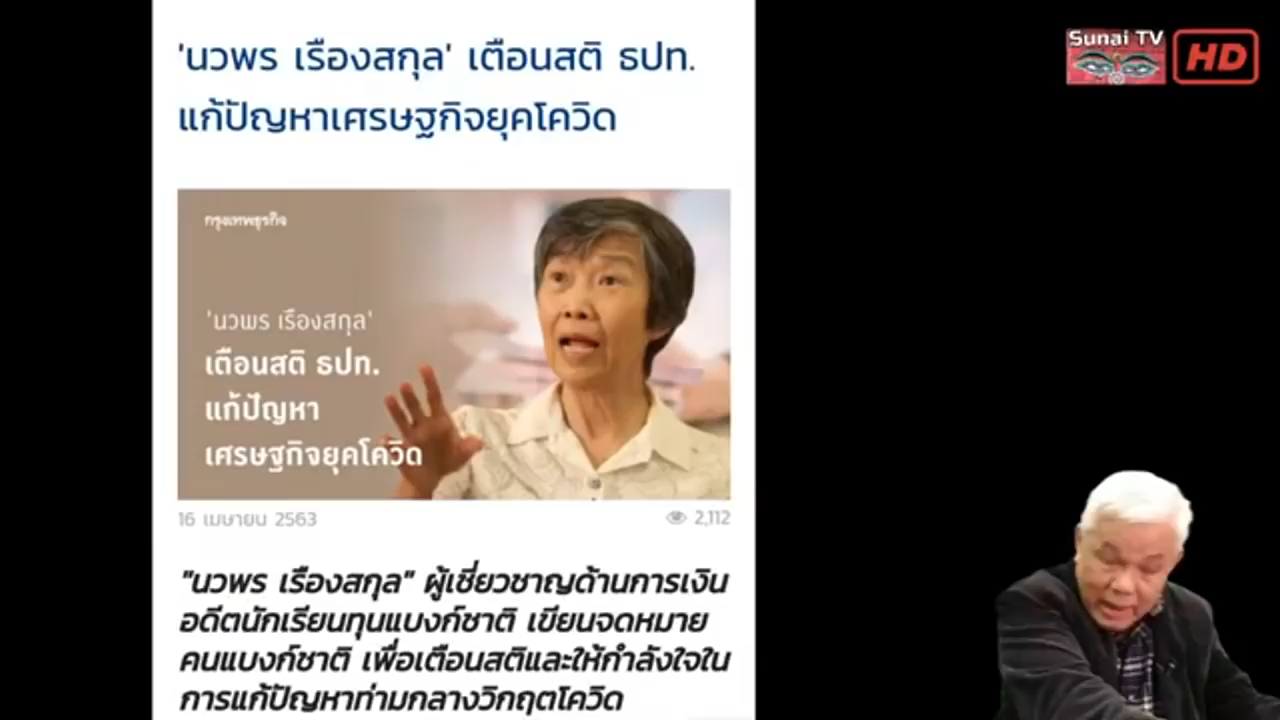 'นวพร เรืองสกุล' เตือนสติ ธปท.
แก้ปัญหาเศรษฐกิจยุคโควิด
Sunai TV
HD
กรุงเทพธุรกิจ
'นวพร เรืองสกุล'
เตือนสติ ธปท.
แก้ปัญหา
เศรษฐกิจยุคโควิด
16 เมษายน 2563
2,112
"นวพร เรืองสกุล" ผู้เชี่ยวชาญด้านการเงิน
อดีตนักเรียนทุนแบงก์ชาติ เขียนจดหมาย
คนแบงก์ชาติ เพื่อเตือนสติและให้กำลังใจใน
การแก้ปัญหาท่ามกลางวิกฤตโควิด